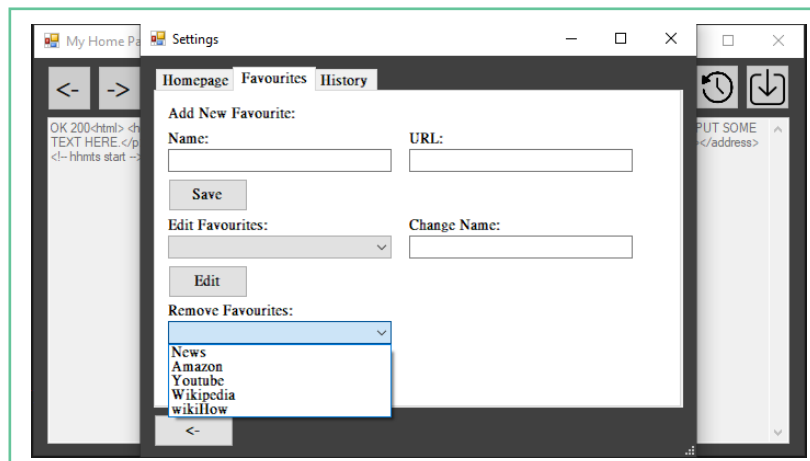 My Home Pa
Settings
<-
->
Homepage
Favourites
History
OK 200<html> <h
TEXT HERE.</p
<!-- hhmts start --
PUT SOME
></address>
Add New Favourite:
Name:
URL:
Save
Edit Favourites:
Change Name:
Edit
Remove Favourites:
News
Amazon
Youtube
Wikipedia
wikiHow
<-